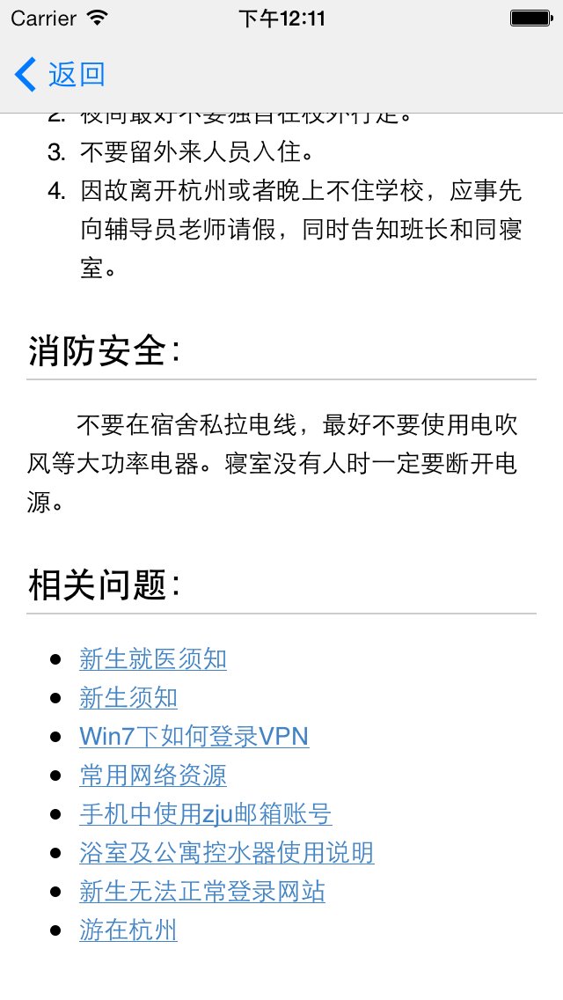 Carrier 下午12:11
返回
2. 夜间最好不要独自在校外行走。
3. 不要留外来人员入住。
4. 因故离开杭州或者晚上不住学校，应事先
向辅导员老师请假，同时告知班长和同寝
室。
消防安全：
不要在宿舍私拉电线，最好不要使用电吹
风等大功率电器。寝室没有人时一定要断开电
源。
相关问题：
• 新生就医须知
• 新生须知
• Win7下如何登录VPN
• 常用网络资源
• 手机中使用zju邮箱账号
• 浴室及公寓控水器使用说明
• 新生无法正常登录网站
• 游在杭州